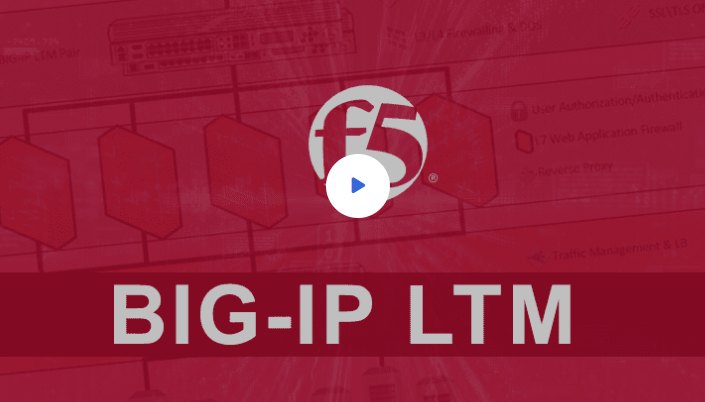 BIG-IP LTM Pair
L3/L4 Firewalling & DOS
SSL\TLS O
User Authorization/Authenticate
L7 Web Application Firewall
Reverse Proxy
f5
®
Traffic Management & LB
BIG-IP LTM